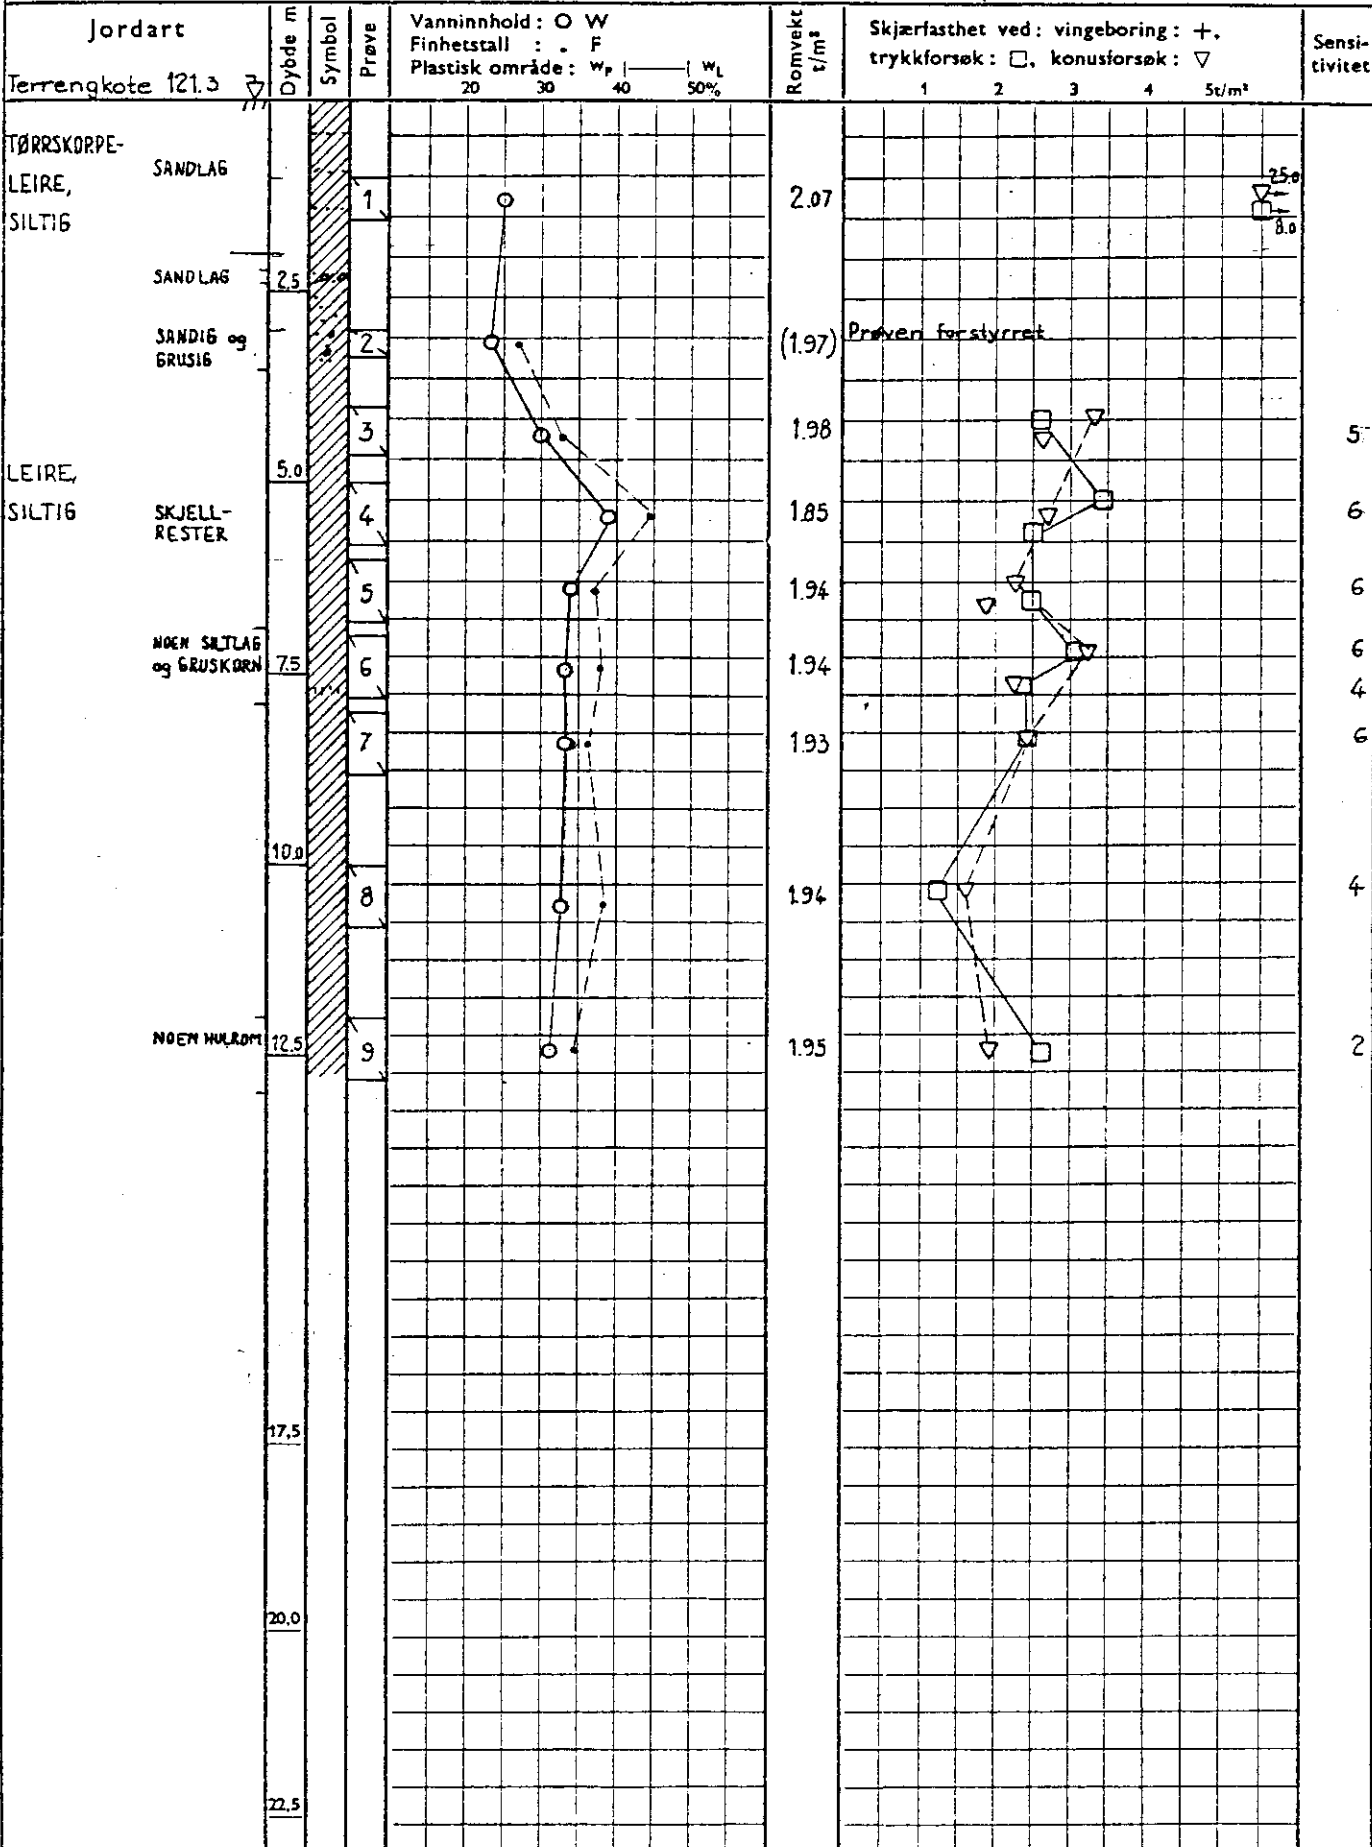 Jordart
Terrengkote 121.3
Dybde m
Symbol
Prøve
Vanninnhold : O W
Finhetstall : . F
Plastisk område : wP |——| wL
20 30 40 50%
Romvekt t/m³
Skjærfasthet ved : vingeboring : +,
trykkforsøk : □, konusforsøk : ▽
1 2 3 4 5t/m²
Sensi-
tivitet
TØRRSKORPE-
LEIRE,
SILTIG
SANDLAG
1
2.07
25.0
8.0
SANDLAG
2.5
SANDIG og
GRUSIG
2
(1.97)
Prøven forstyrret
3
1.98
5
LEIRE,
SILTIG
5.0
SKJELL-
RESTER
4
1.85
6
5
1.94
6
NOEN SILTLAG
og GRUSKORN
7.5
6
1.94
6
4
7
1.93
6
10.0
8
1.94
4
NOEN HULROM
12.5
9
1.95
2
17,5
20,0
22,5